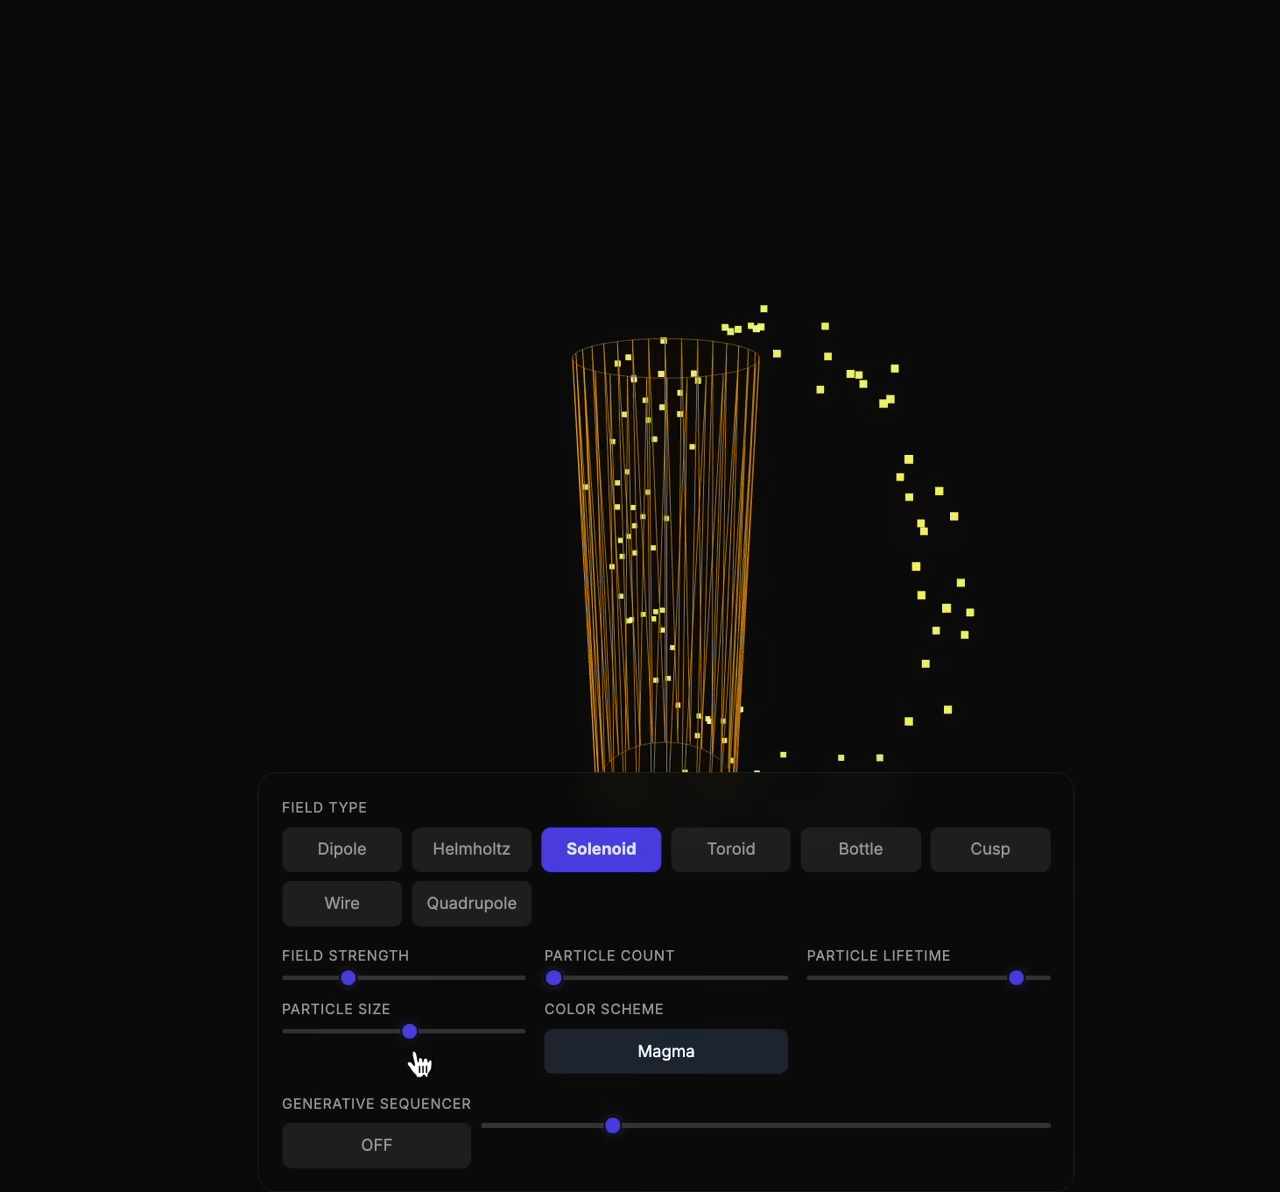 FIELD TYPE
Dipole Helmholtz Solenoid Toroid Bottle Cusp
Wire Quadrupole
FIELD STRENGTH PARTICLE COUNT PARTICLE LIFETIME
PARTICLE SIZE COLOR SCHEME
Magma
GENERATIVE SEQUENCER
OFF